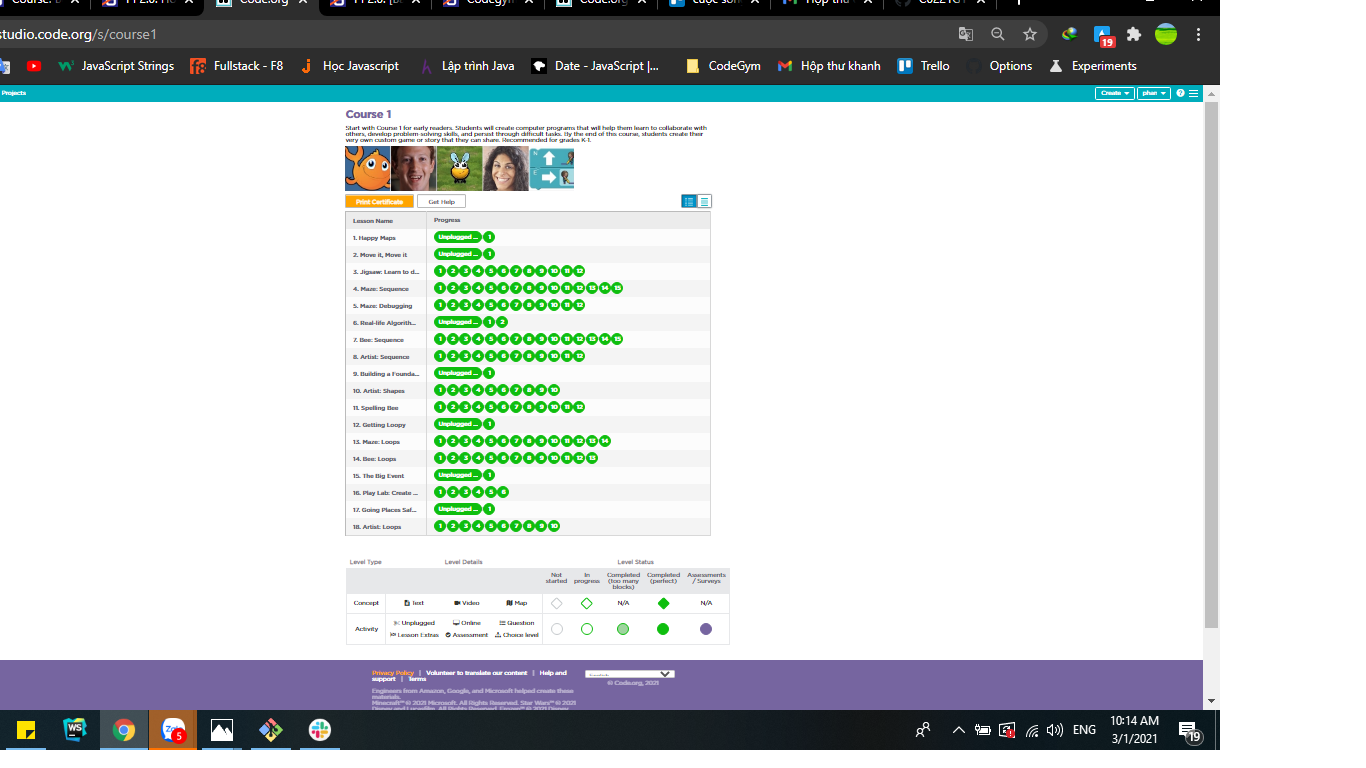 Code.org
studio.code.org/s/course1
19
JavaScript Strings Fullstack - F8 Học Javascript Lập trình Java Date - JavaScript |... CodeGym Hộp thư khanh Trello Options Experiments
Projects Create phan ?
Course 1
Start with Course 1 for early readers. Students will create computer programs that will help them learn to collaborate with
others, develop problem-solving skills, and persist through difficult tasks. By the end of this course, students create their
very own custom game or story that they can share. Recommended for grades K-1.
N
E
Print Certificate Get Help
Lesson Name Progress
1. Happy Maps Unplugged ... 1
2. Move it, Move it Unplugged ... 1
3. Jigsaw: Learn to d... 1 2 3 4 5 6 7 8 9 10 11 12
4. Maze: Sequence 1 2 3 4 5 6 7 8 9 10 11 12 13 14 15
5. Maze: Debugging 1 2 3 4 5 6 7 8 9 10 11 12
6. Real-life Algorith... Unplugged ... 1 2
7. Bee: Sequence 1 2 3 4 5 6 7 8 9 10 11 12 13 14 15
8. Artist: Sequence 1 2 3 4 5 6 7 8 9 10 11 12
9. Building a Founda... Unplugged ... 1
10. Artist: Shapes 1 2 3 4 5 6 7 8 9 10
11. Spelling Bee 1 2 3 4 5 6 7 8 9 10 11 12
12. Getting Loopy Unplugged ... 1
13. Maze: Loops 1 2 3 4 5 6 7 8 9 10 11 12 13 14
14. Bee: Loops 1 2 3 4 5 6 7 8 9 10 11 12 13
15. The Big Event Unplugged ... 1
16. Play Lab: Create ... 1 2 3 4 5 6
17. Going Places Saf... Unplugged ... 1
18. Artist: Loops 1 2 3 4 5 6 7 8 9 10
Level Type Level Details Level Status
Not started In progress Completed (too many blocks) Completed (perfect) Assessments / Surveys
Concept Text Video Map N/A N/A
Activity Unplugged Online Question
Lesson Extras Assessment Choice level
Privacy Policy | Volunteer to translate our content | Help and
support | Terms
© Code.org, 2021
Engineers from Amazon, Google, and Microsoft helped create these
materials.
Minecraft™ © 2021 Microsoft. All Rights Reserved. Star Wars™ © 2021
WS Zalo 5 ENG 10:14 AM
3/1/2021 19